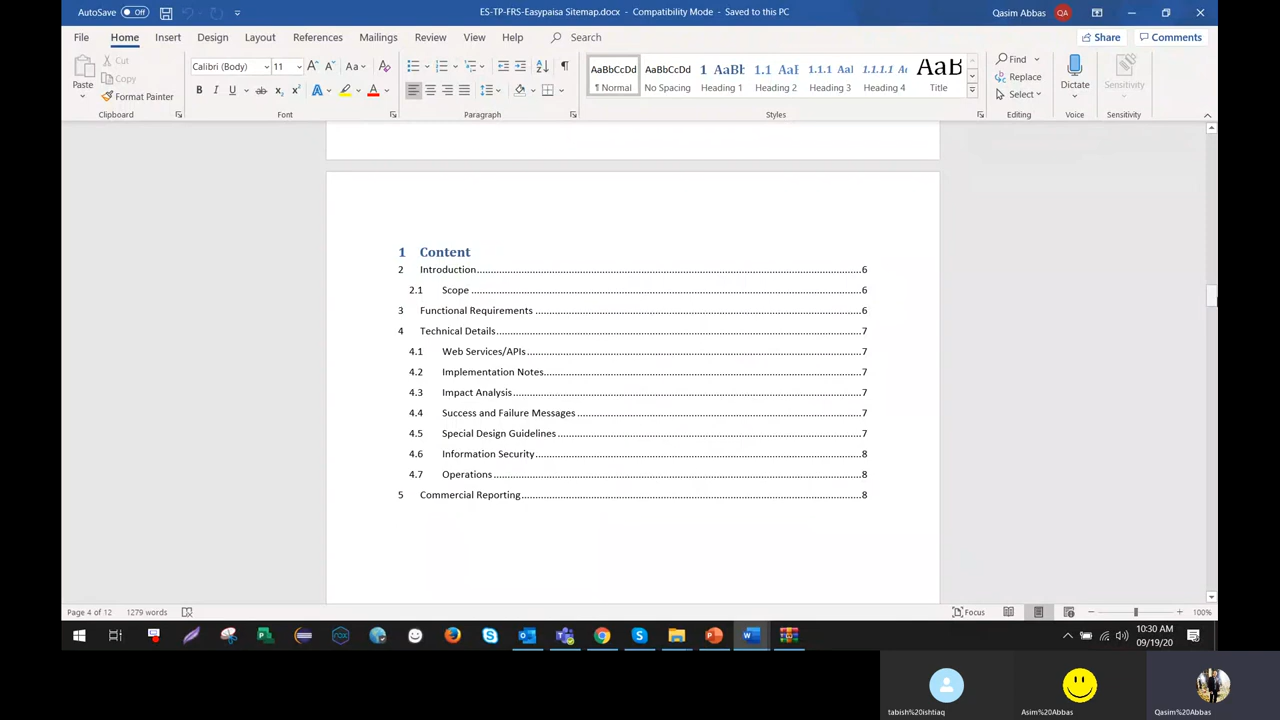 AutoSave Off
ES-TP-FRS-Easypaisa Sitemap.docx - Compatibility Mode - Saved to this PC
Qasim Abbas QA
File Home Insert Design Layout References Mailings Review View Help Search
Share Comments
Paste
Cut
Copy
Format Painter
Calibri (Body) 11
AaBbCcDd AaBbCcDd 1 AaBb 1.1 AaB 1.1.1 Aal 1.1.1.1 Aa AaB
¶ Normal No Spacing Heading 1 Heading 2 Heading 3 Heading 4 Title
Find
Replace
Select
Dictate
Sensitivity
Clipboard Font Paragraph Styles Editing Voice Sensitivity
1 Content
2 Introduction 6
2.1 Scope 6
3 Functional Requirements 6
4 Technical Details 7
4.1 Web Services/APIs 7
4.2 Implementation Notes 7
4.3 Impact Analysis 7
4.4 Success and Failure Messages 7
4.5 Special Design Guidelines 7
4.6 Information Security 8
4.7 Operations 8
5 Commercial Reporting 8
Page 4 of 12 1279 words
Focus 100%
10:30 AM
09/19/20
tabish%20ishtiaq Asim%20Abbas Qasim%20Abbas